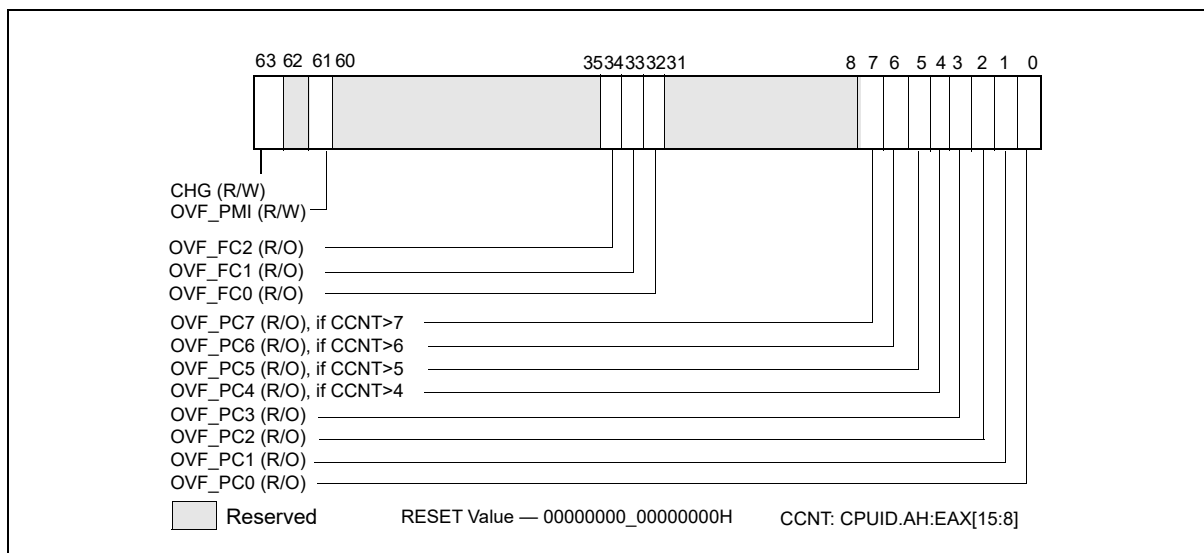 63 62 61 60 35 34 33 32 31 8 7 6 5 4 3 2 1 0
CHG (R/W)
OVF_PMI (R/W)
OVF_FC2 (R/O)
OVF_FC1 (R/O)
OVF_FC0 (R/O)
OVF_PC7 (R/O), if CCNT>7
OVF_PC6 (R/O), if CCNT>6
OVF_PC5 (R/O), if CCNT>5
OVF_PC4 (R/O), if CCNT>4
OVF_PC3 (R/O)
OVF_PC2 (R/O)
OVF_PC1 (R/O)
OVF_PC0 (R/O)
Reserved RESET Value — 00000000_00000000H CCNT: CPUID.AH:EAX[15:8]